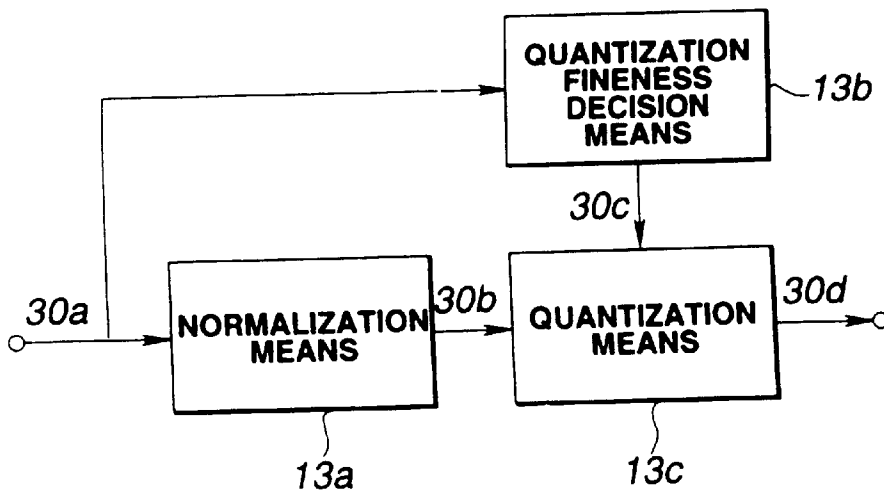 QUANTIZATION
FINENESS
DECISION
MEANS
13b
30c
30a
NORMALIZATION
MEANS
30b
QUANTIZATION
MEANS
30d
13a
13c